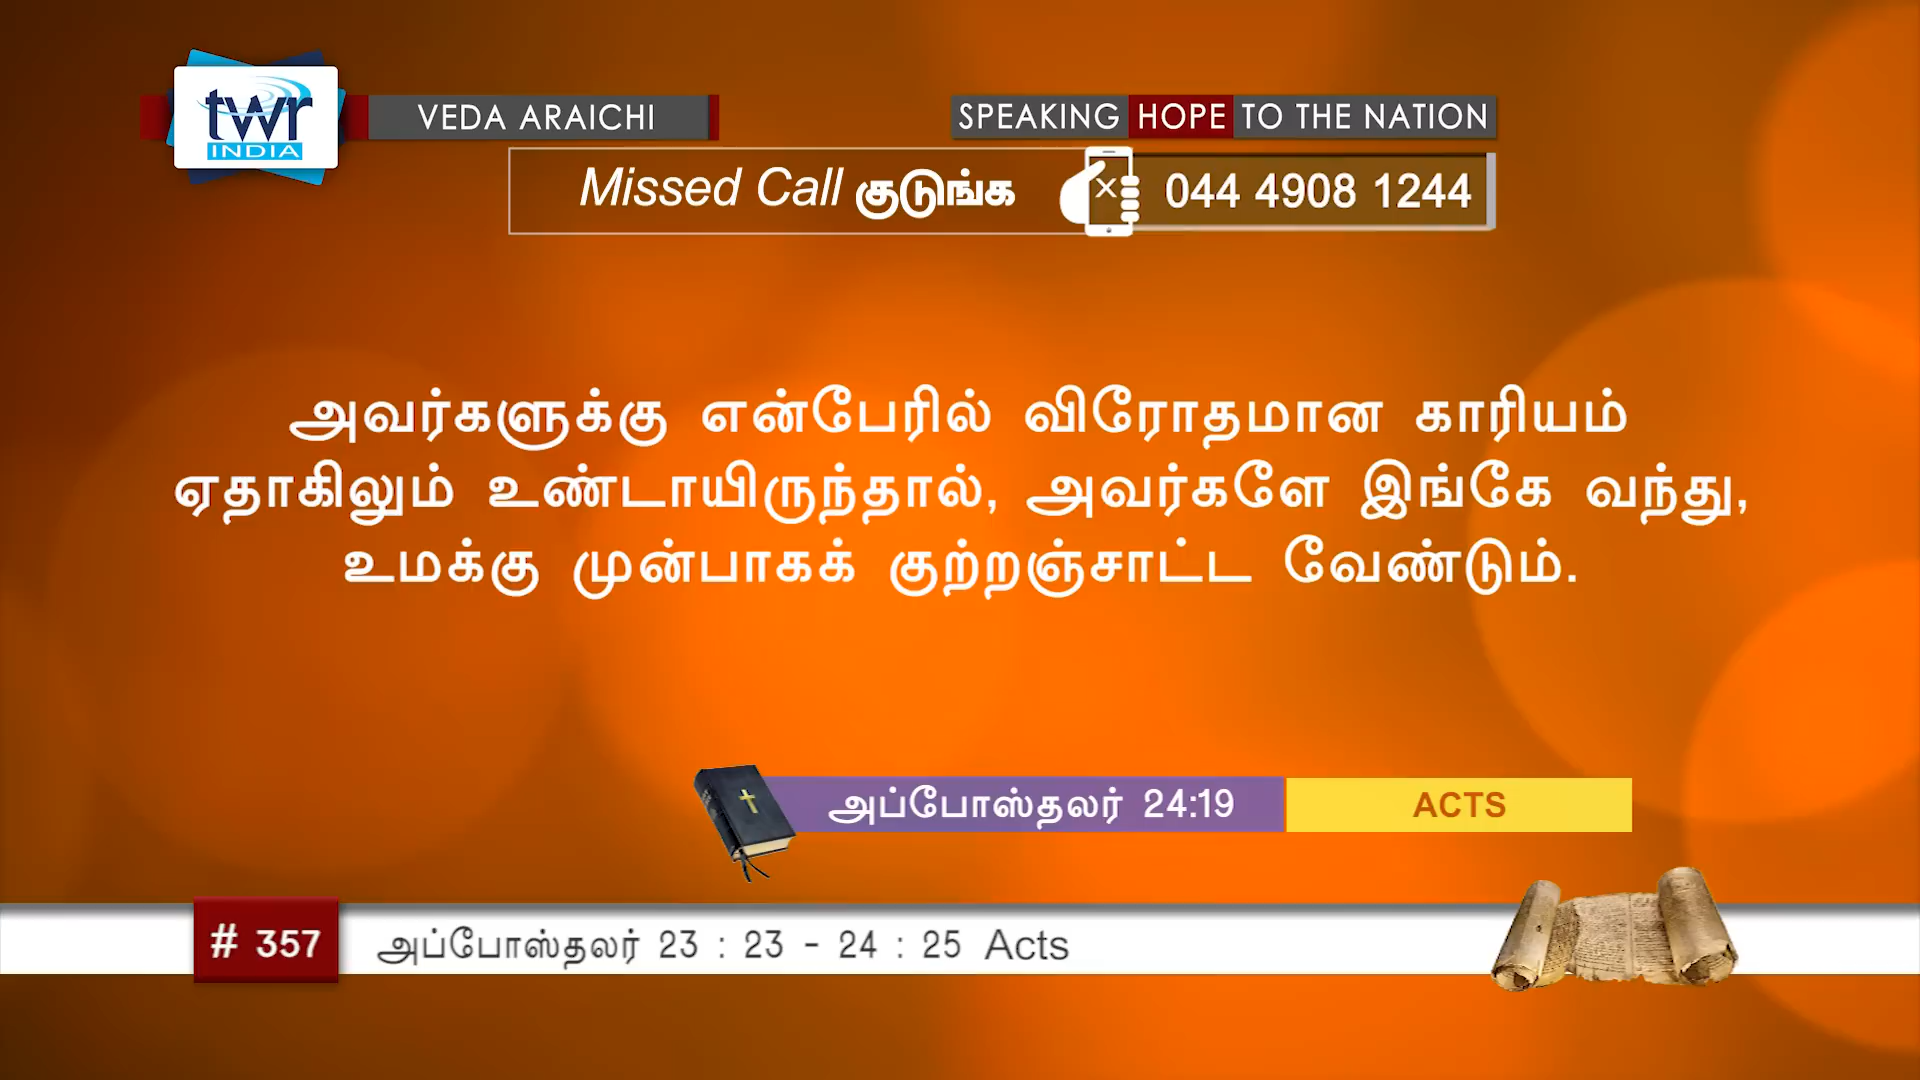 twr
INDIA
VEDA ARAICHI
SPEAKING HOPE TO THE NATION
Missed Call குடுங்க
044 4908 1244
அவர்களுக்கு என்பேரில் விரோதமான காரியம்
ஏதாகிலும் உண்டாயிருந்தால், அவர்களே இங்கே வந்து,
உமக்கு முன்பாகக் குற்றஞ்சாட்ட வேண்டும்.
அப்போஸ்தலர் 24:19
ACTS
# 357
அப்போஸ்தலர் 23 : 23 - 24 : 25 Acts